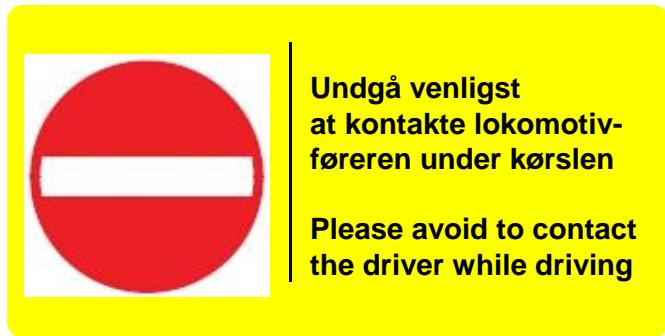 Undgå venligst
at kontakte lokomotiv-
føreren under kørslen
Please avoid to contact
the driver while driving